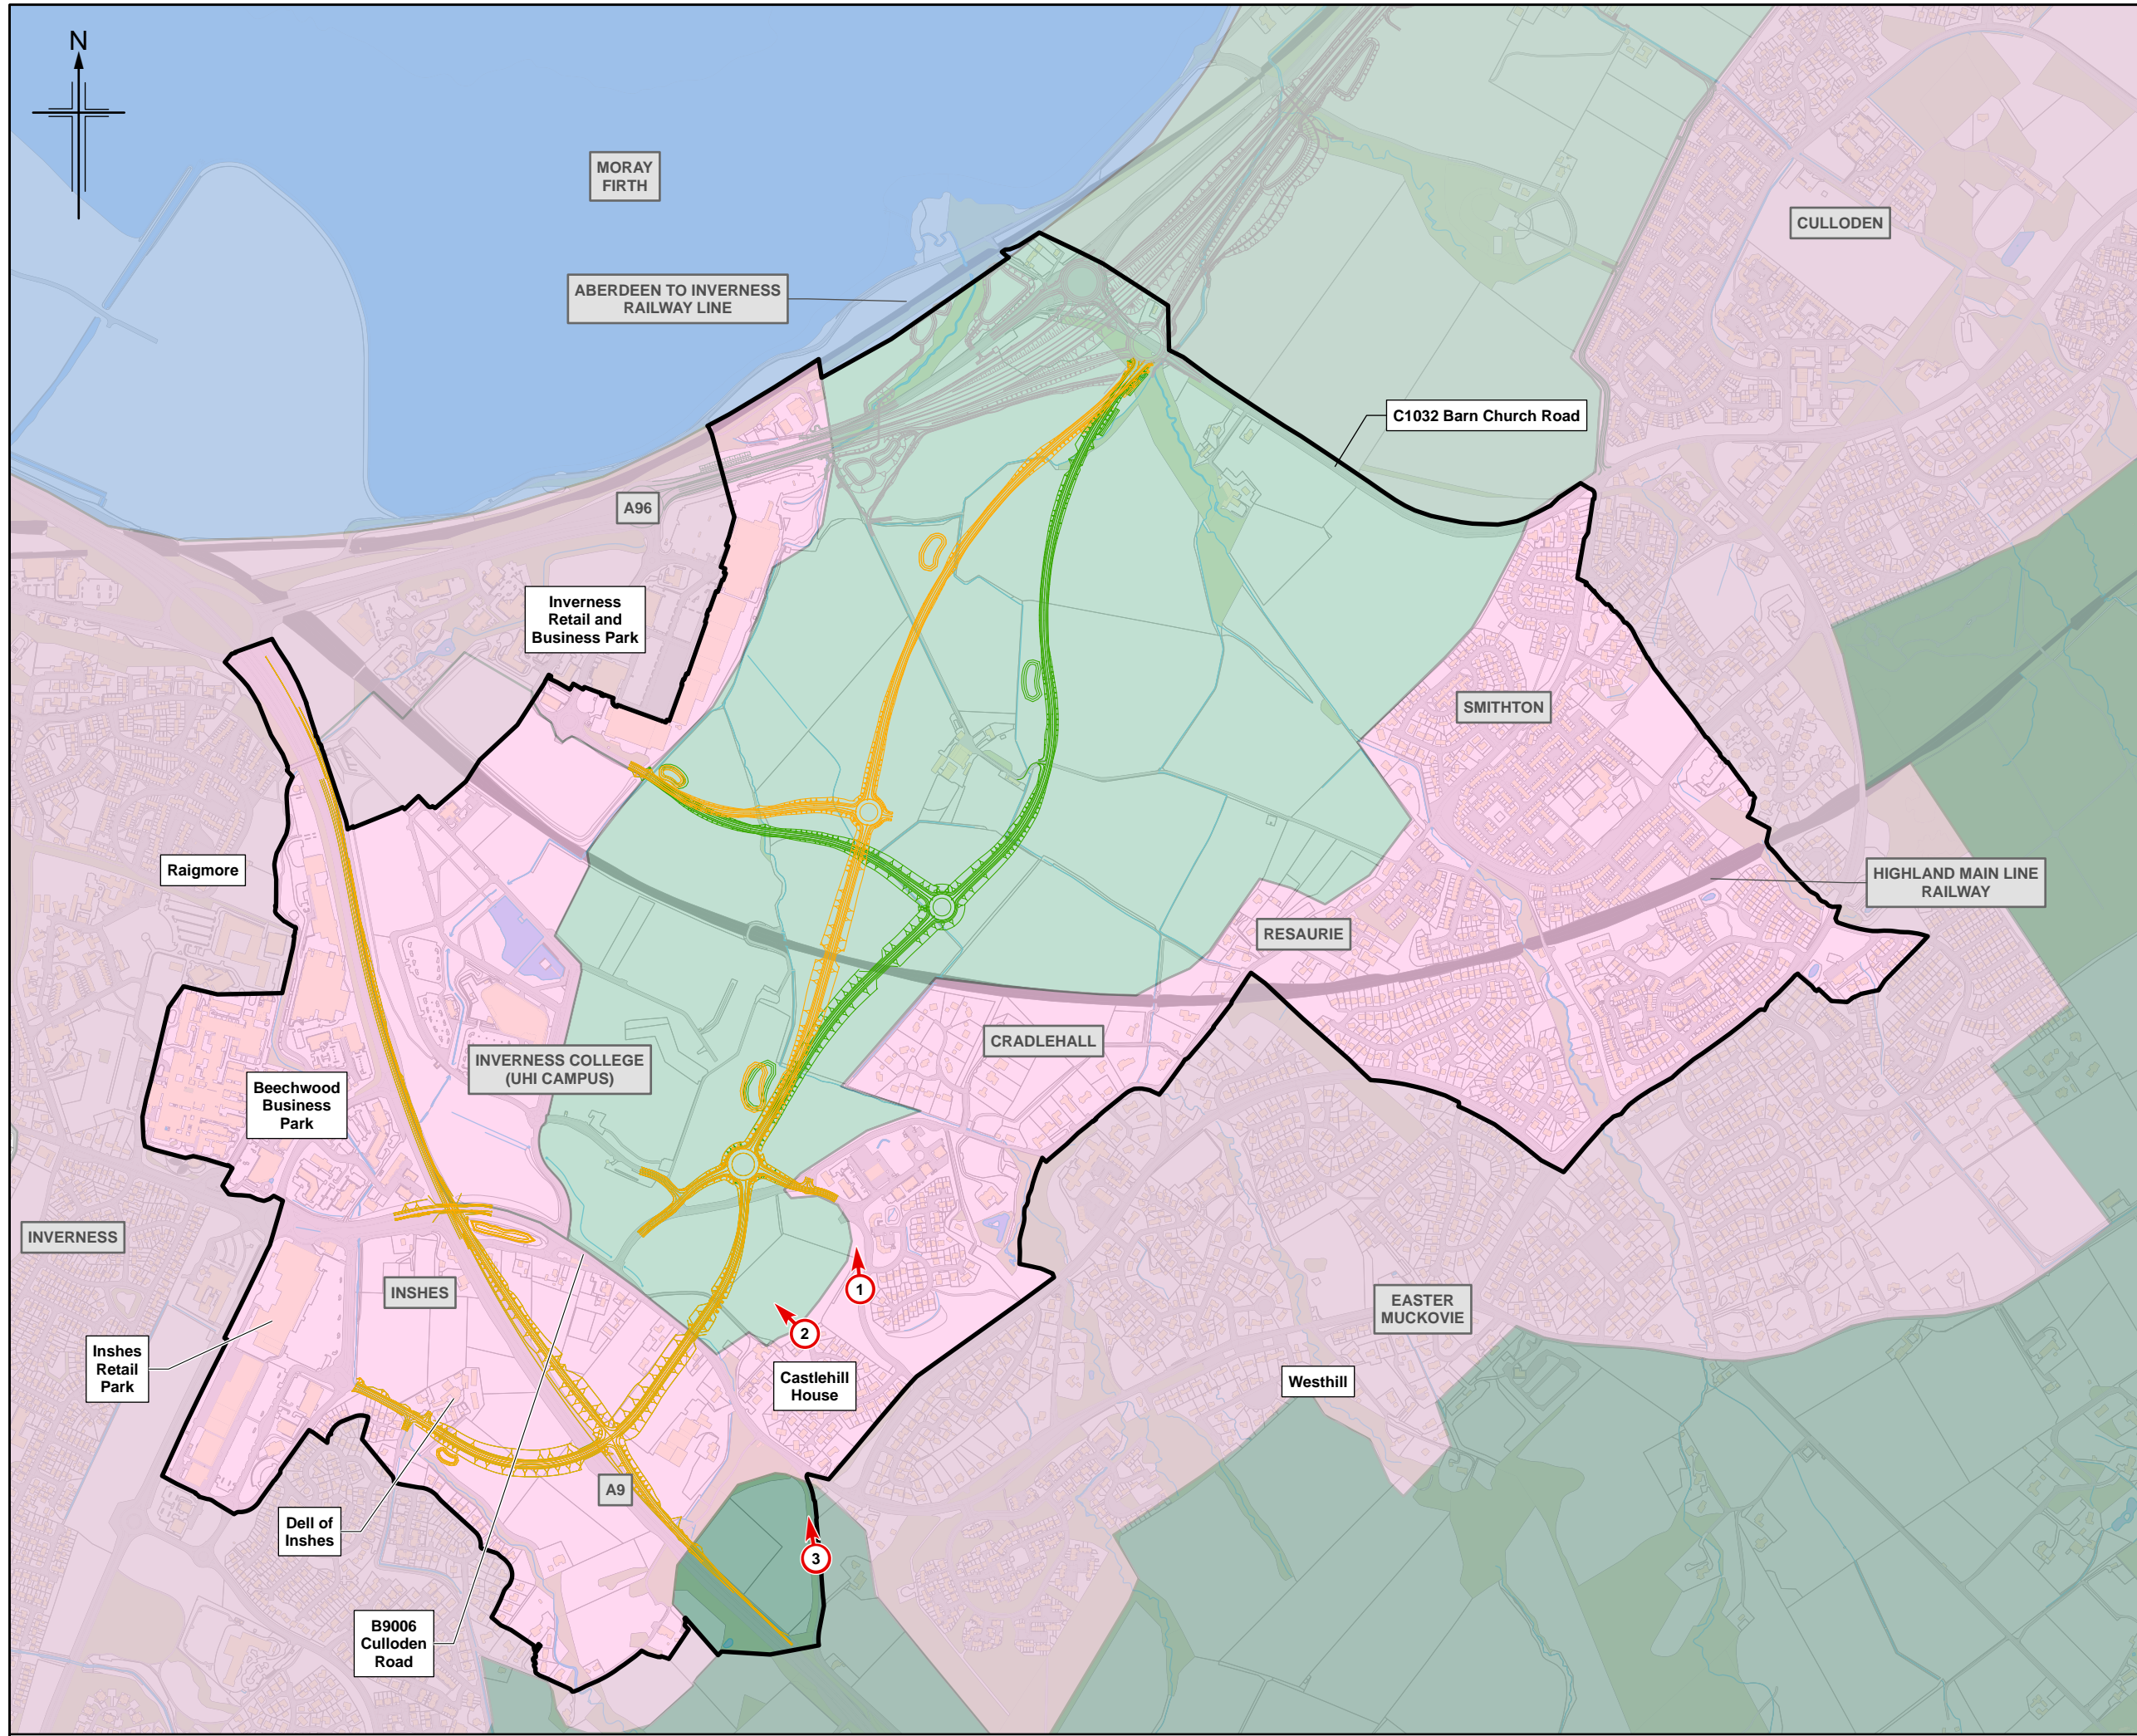 N
MORAY
FIRTH
CULLODEN
ABERDEEN TO INVERNESS
RAILWAY LINE
C1032 Barn Church Road
A96
Inverness
Retail and
Business Park
SMITHTON
Raigmore
HIGHLAND MAIN LINE
RAILWAY
RESAURIE
CRADLEHALL
INVERNESS COLLEGE
(UHI CAMPUS)
Beechwood
Business
Park
INVERNESS
INSHES
1
EASTER
MUCKOVIE
2
Inshes
Retail
Park
Castlehill
House
Westhill
A9
Dell of
Inshes
3
B9006
Culloden
Road